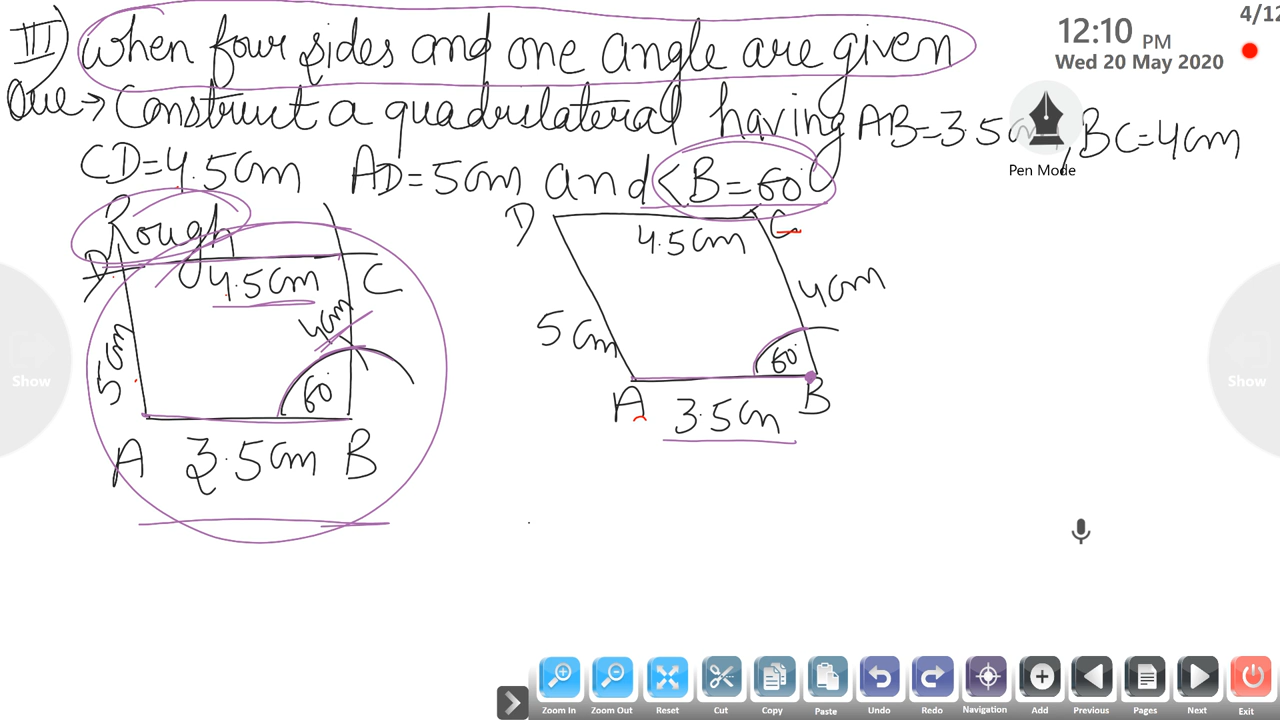 III) When four sides and one angle are given
Que → Construct a quadrilateral having AB=3.5cm, BC=4cm
CD=4.5cm AD=5cm and <B=60°
Rough
D 4.5cm C
5cm 4cm 60°
A 3.5cm B
D 4.5cm C
5cm 4cm 60°
A 3.5cm B
4/12
12:10 PM
Wed 20 May 2020
Pen Mode
Show
Show
Zoom In Zoom Out Reset Cut Copy Paste Undo Redo Navigation Add Previous Pages Next Exit